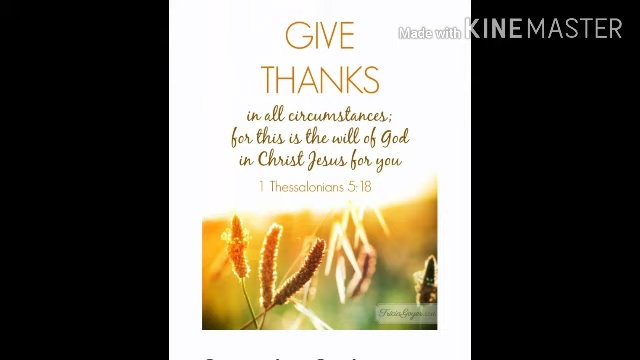 Made with KINEMASTER
GIVE
THANKS
in all circumstances;
for this is the will of God
in Christ Jesus for you
1 Thessalonians 5:18